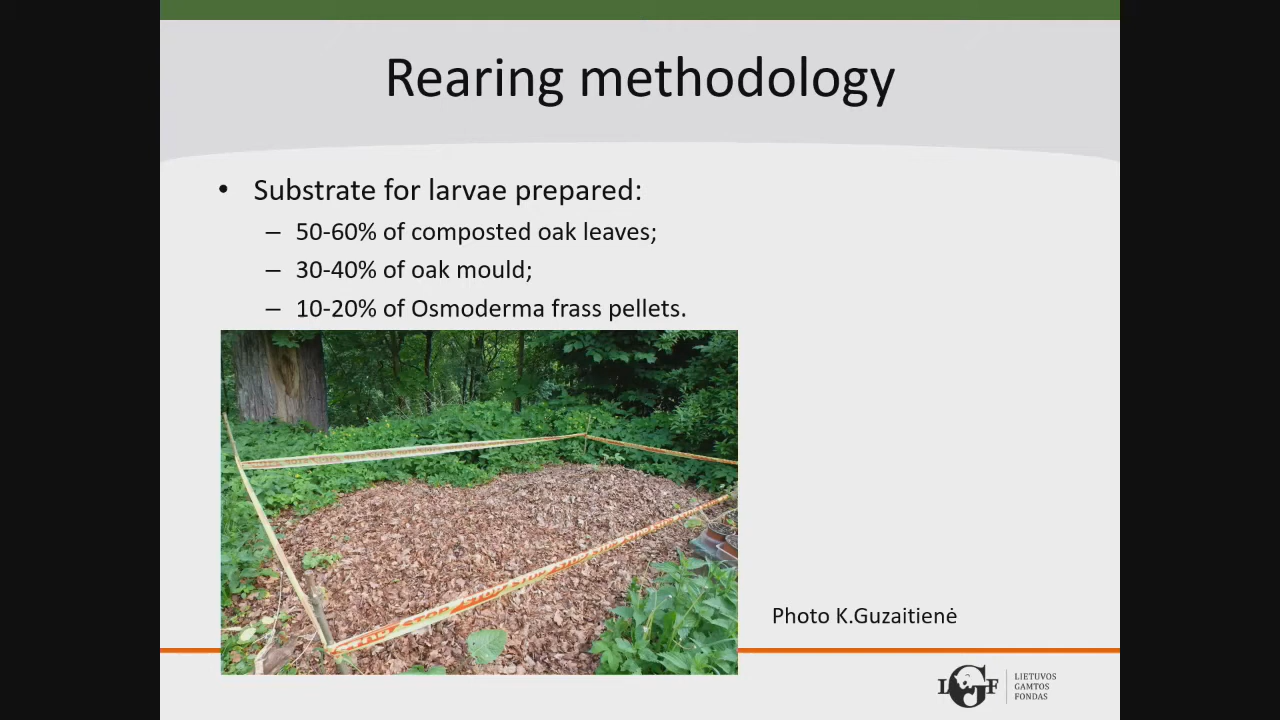 Rearing methodology
• Substrate for larvae prepared:
– 50-60% of composted oak leaves;
– 30-40% of oak mould;
– 10-20% of Osmoderma frass pellets.
Photo K.Guzaitienė
LGF
LIETUVOS
GAMTOS
FONDAS